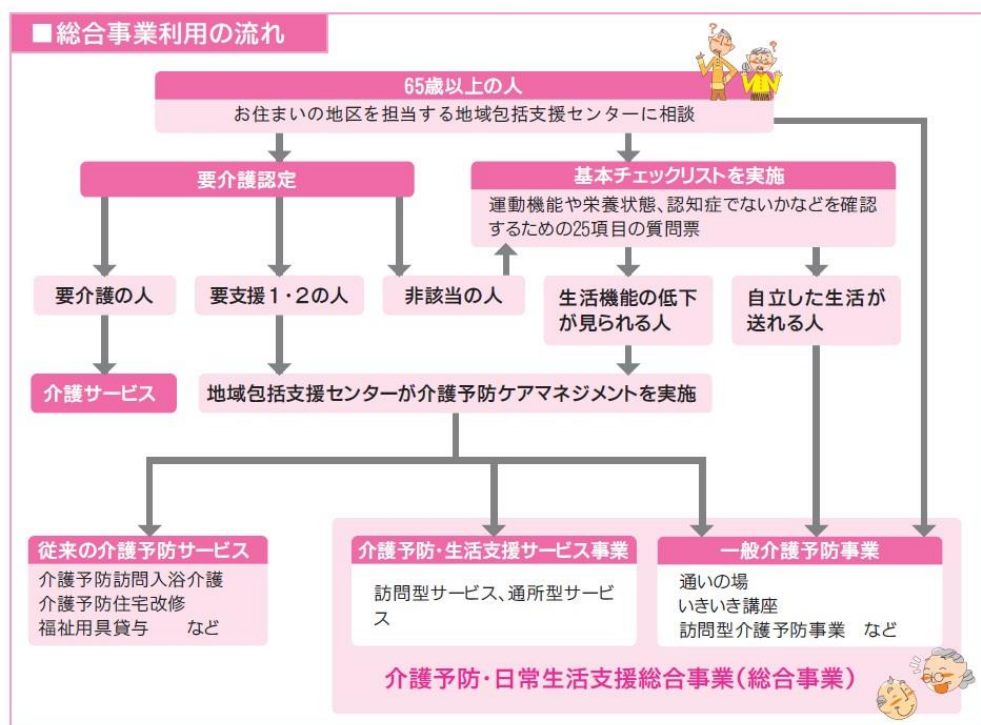 ■総合事業利用の流れ
65歳以上の人
お住まいの地区を担当する地域包括支援センターに相談
要介護認定
基本チェックリストを実施
運動機能や栄養状態、認知症でないかなどを確認
するための25項目の質問票
要介護の人
要支援1・2の人
非該当の人
生活機能の低下
が見られる人
自立した生活が
送れる人
介護サービス
地域包括支援センターが介護予防ケアマネジメントを実施
従来の介護予防サービス
介護予防訪問入浴介護
介護予防住宅改修
福祉用具貸与　など
介護予防・生活支援サービス事業
訪問型サービス、通所型サービ
ス
一般介護予防事業
通いの場
いきいき講座
訪問型介護予防事業　など
介護予防・日常生活支援総合事業(総合事業)